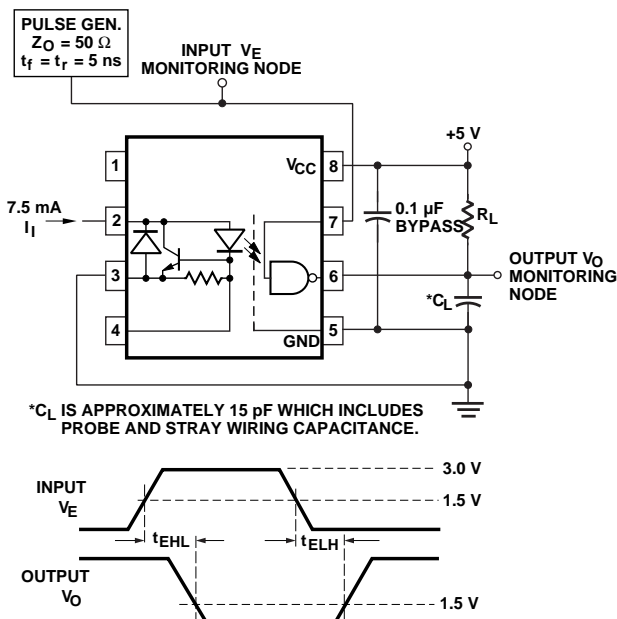 PULSE GEN.
Z_O = 50 Ω
t_f = t_r = 5 ns
INPUT V_E
MONITORING NODE
+5 V
1
V_CC 8
7.5 mA
I_I
2
7
0.1 µF
BYPASS
R_L
3
6
OUTPUT V_O
MONITORING
NODE
*C_L
4
GND
5
*C_L IS APPROXIMATELY 15 pF WHICH INCLUDES
PROBE AND STRAY WIRING CAPACITANCE.
INPUT
V_E
3.0 V
1.5 V
t_EHL
t_ELH
OUTPUT
V_O
1.5 V